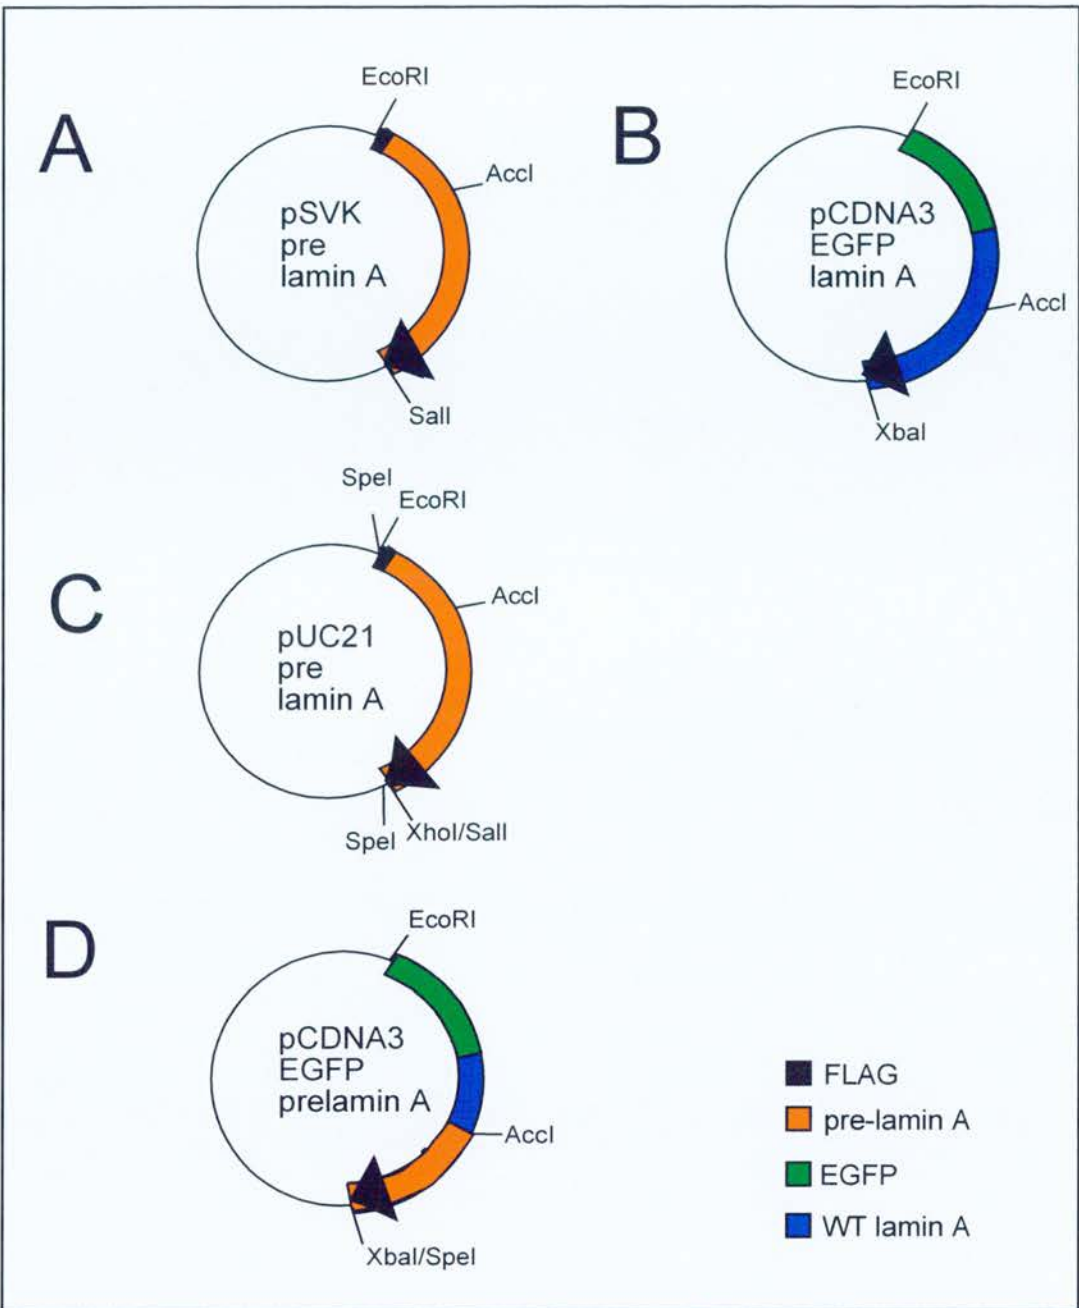 A
EcoRI
AccI
pSVK
pre
lamin A
SalI
B
EcoRI
pCDNA3
EGFP
lamin A
AccI
XbaI
C
SpeI
EcoRI
AccI
pUC21
pre
lamin A
SpeI
XhoI/SalI
D
EcoRI
pCDNA3
EGFP
prelamin A
AccI
XbaI/SpeI
FLAG
pre-lamin A
EGFP
WT lamin A